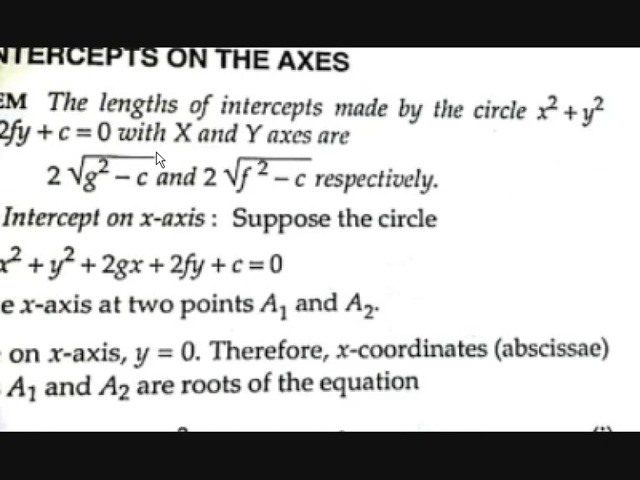 NTERCEPTS ON THE AXES
EM The lengths of intercepts made by the circle x² + y²
2fy + c = 0 with X and Y axes are
2 √g² – c and 2 √f ² – c respectively.
Intercept on x-axis : Suppose the circle
x² + y² + 2gx + 2fy + c = 0
e x-axis at two points A₁ and A₂.
on x-axis, y = 0. Therefore, x-coordinates (abscissae)
A₁ and A₂ are roots of the equation